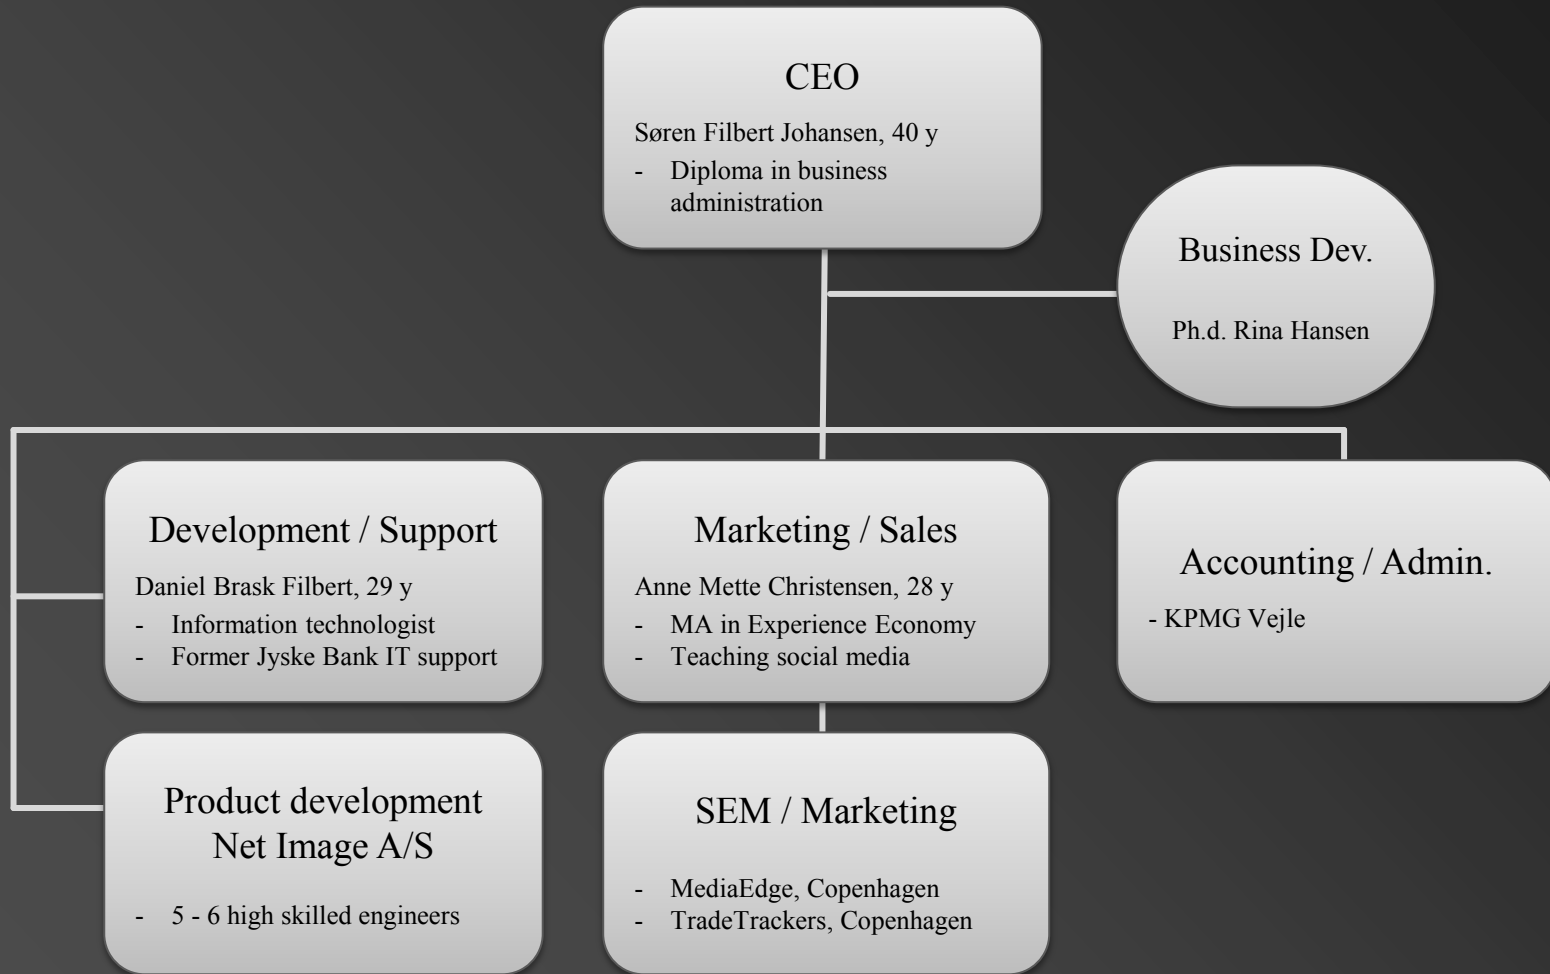 CEO
Søren Filbert Johansen, 40 y
- Diploma in business
administration
Business Dev.
Ph.d. Rina Hansen
Development / Support
Daniel Brask Filbert, 29 y
- Information technologist
- Former Jyske Bank IT support
Marketing / Sales
Anne Mette Christensen, 28 y
- MA in Experience Economy
- Teaching social media
Accounting / Admin.
- KPMG Vejle
Product development
Net Image A/S
- 5 - 6 high skilled engineers
SEM / Marketing
- MediaEdge, Copenhagen
- TradeTrackers, Copenhagen